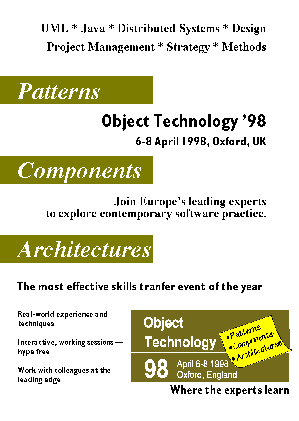 UML * Java * Distributed Systems * Design
Project Management * Strategy * Methods
Patterns
Object Technology '98
6-8 April 1998, Oxford, UK
Components
Join Europe's leading experts
to explore contemporary software practice.
Architectures
The most effective skills tranfer event of the year
Real-world experience and
techniques
Interactive, working sessions —
hype free
Work with colleagues at the
leading edge
Object
Technology
98
April 6-8 1998
Oxford, England
•Patterns
•Components
•Architectures
Where the experts learn